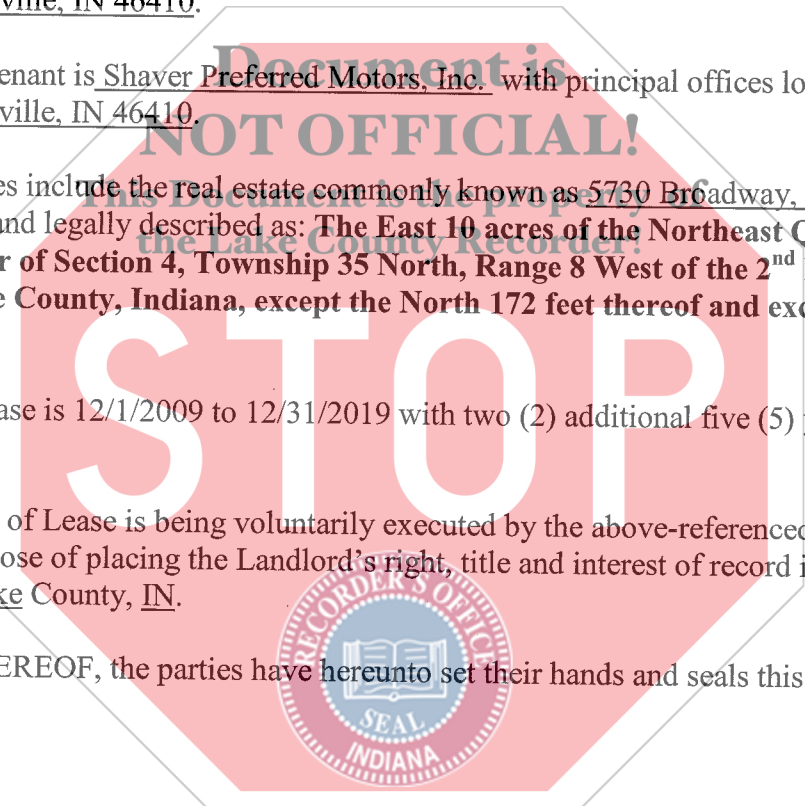 ville, IN 46410.
Document is
enant is Shaver Preferred Motors, Inc. with principal offices lo
ville, IN 46410.
NOT OFFICIAL!
es include the real estate commonly known as 5730 Broadway,
This Document is the property of
and legally described as: The East 10 acres of the Northeast
the Lake County Recorder!
r of Section 4, Township 35 North, Range 8 West of the 2nd
e County, Indiana, except the North 172 feet thereof and exc
STOP
ase is 12/1/2009 to 12/31/2019 with two (2) additional five (5)
of Lease is being voluntarily executed by the above-referenced
ose of placing the Landlord's right, title and interest of record i
ke County, IN.
EREOF, the parties have hereunto set their hands and seals this
RECORDER'S OFFICE
SEAL
INDIANA